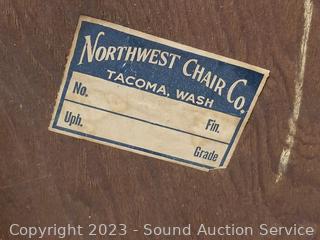 NORTHWEST CHAIR CO.
TACOMA, WASH
No. Fin.
Uph. Grade
Copyright 2023 - Sound Auction Service